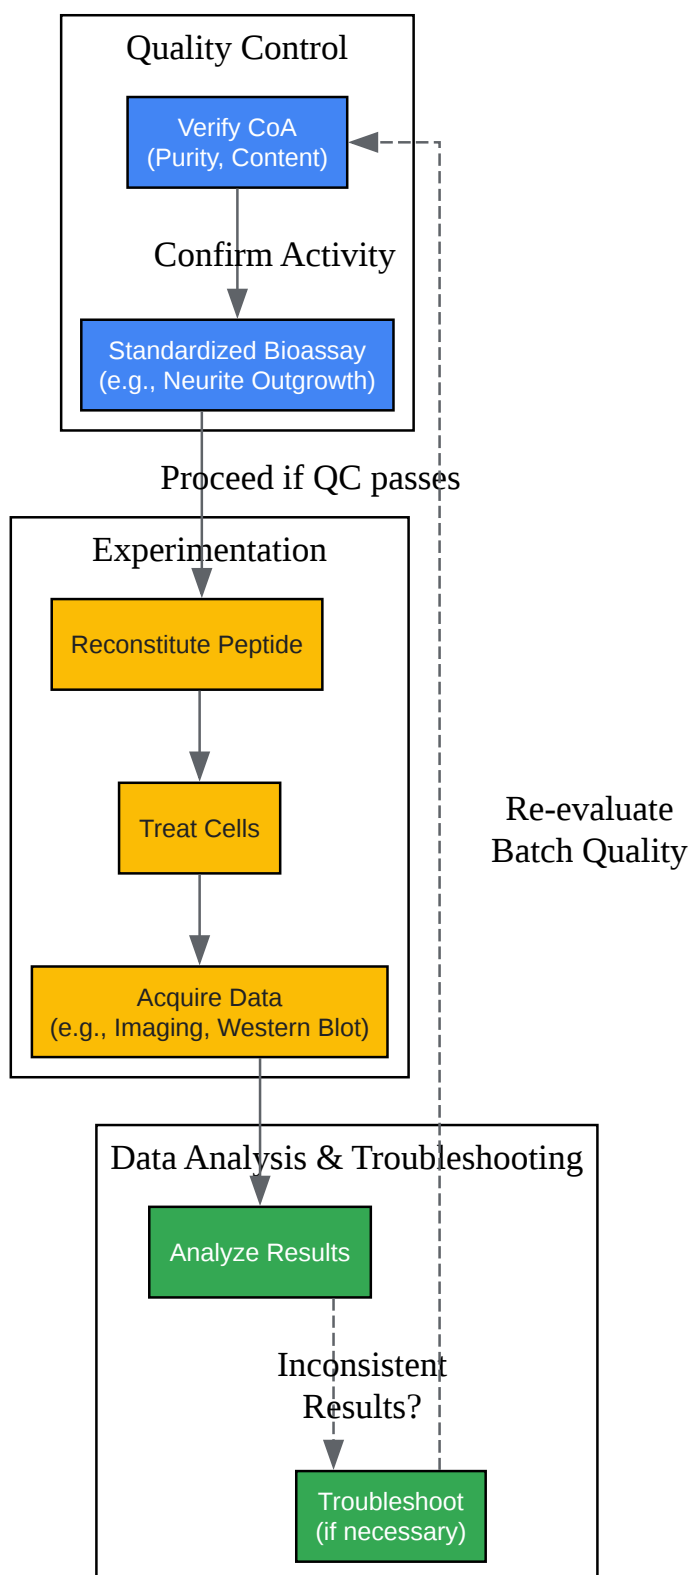 Quality Control
Verify CoA
(Purity, Content)
Confirm Activity
Standardized Bioassay
(e.g., Neurite Outgrowth)
Proceed if QC passes
Experimentation
Reconstitute Peptide
Treat Cells
Re-evaluate
Batch Quality
Acquire Data
(e.g., Imaging, Western Blot)
Data Analysis & Troubleshooting
Analyze Results
Inconsistent
Results?
Troubleshoot
(if necessary)